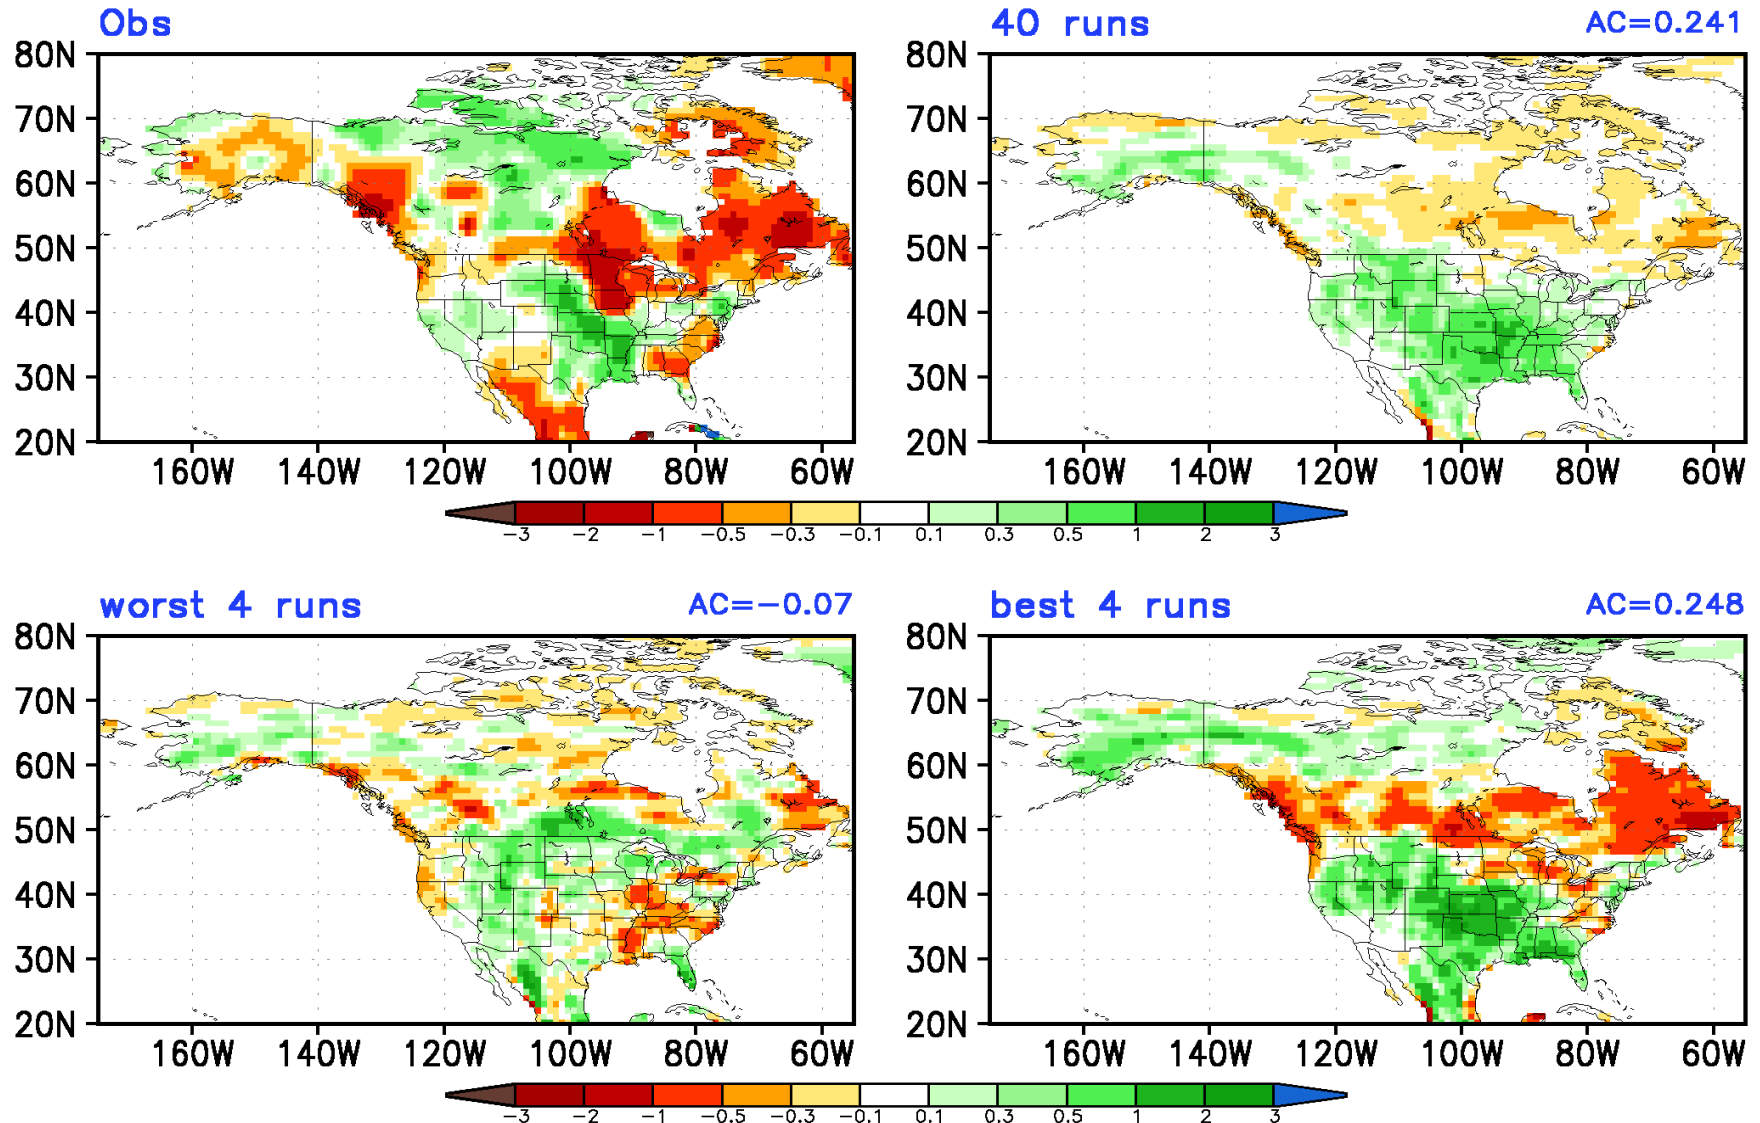 Obs
40 runs AC=0.241
80N 80N
70N 70N
60N 60N
50N 50N
40N 40N
30N 30N
20N 20N
160W 140W 120W 100W 80W 60W 160W 140W 120W 100W 80W 60W
-3 -2 -1 -0.5 -0.3 -0.1 0.1 0.3 0.5 1 2 3
worst 4 runs AC=-0.07
best 4 runs AC=0.248
80N 80N
70N 70N
60N 60N
50N 50N
40N 40N
30N 30N
20N 20N
160W 140W 120W 100W 80W 60W 160W 140W 120W 100W 80W 60W
-3 -2 -1 -0.5 -0.3 -0.1 0.1 0.3 0.5 1 2 3